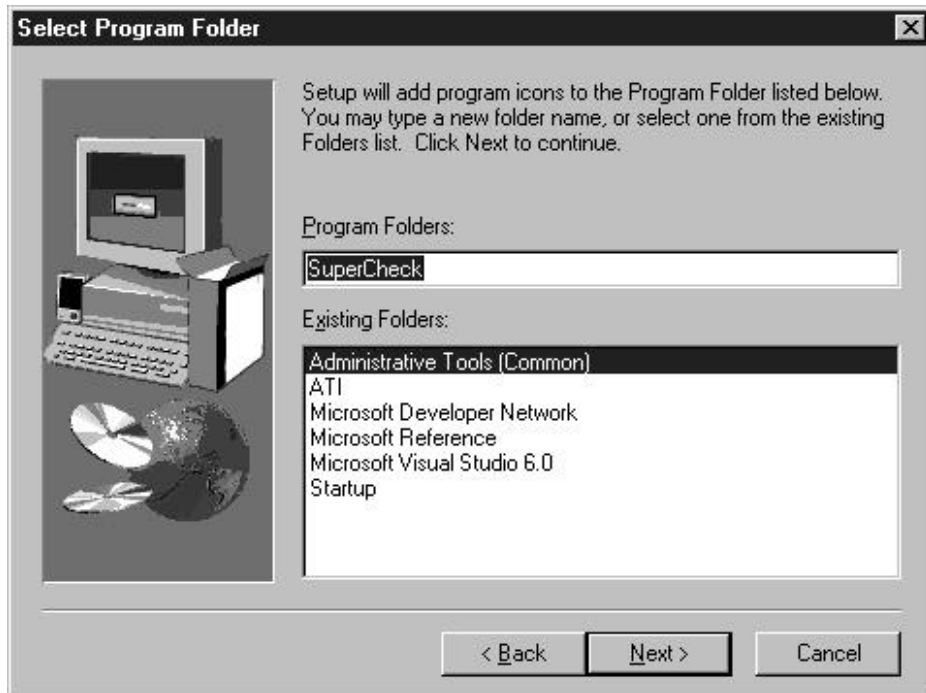 Select Program Folder
Setup will add program icons to the Program Folder listed below.
You may type a new folder name, or select one from the existing
Folders list. Click Next to continue.
Program Folders:
SuperCheck
Existing Folders:
Administrative Tools (Common)
ATI
Microsoft Developer Network
Microsoft Reference
Microsoft Visual Studio 6.0
Startup
< Back
Next >
Cancel